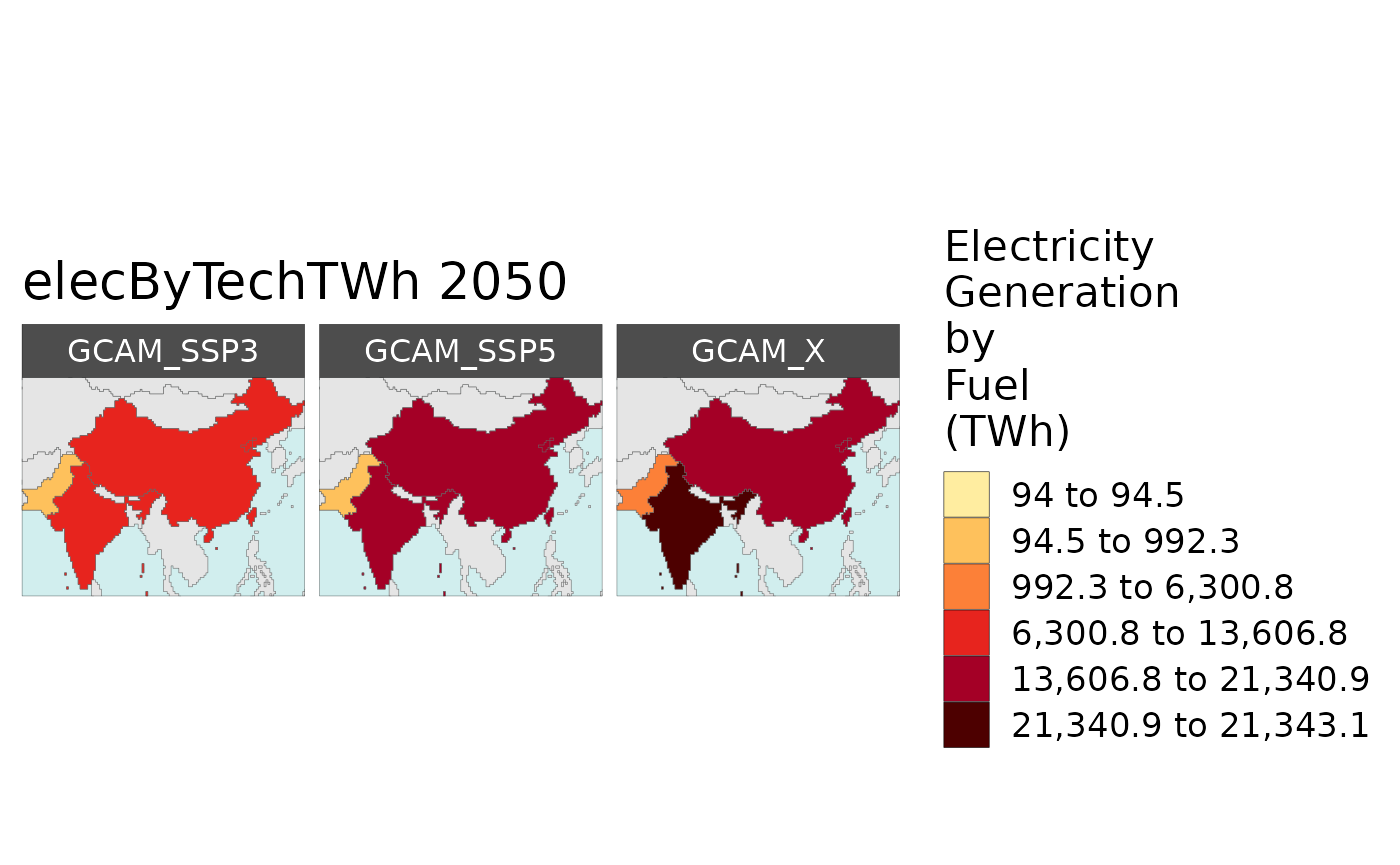 elecByTechTWh 2050
GCAM_SSP3
GCAM_SSP5
GCAM_X
Electricity
Generation
by
Fuel
(TWh)
94 to 94.5
94.5 to 992.3
992.3 to 6,300.8
6,300.8 to 13,606.8
13,606.8 to 21,340.9
21,340.9 to 21,343.1